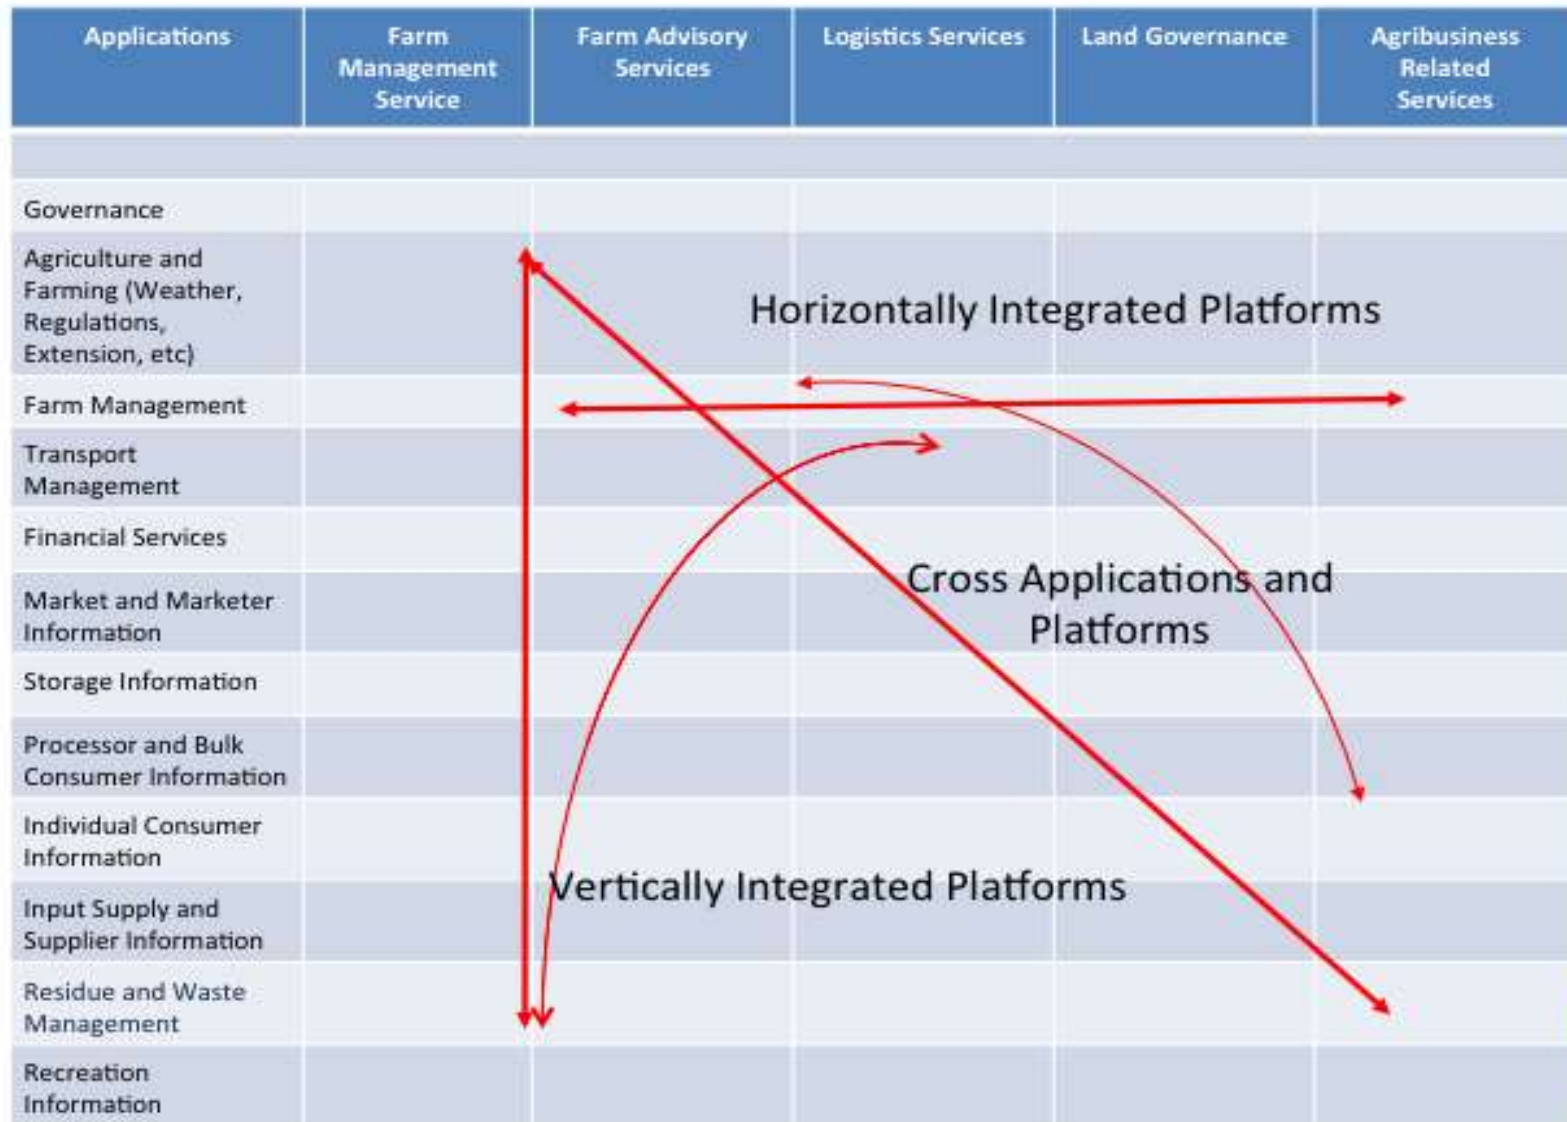 Applications
Farm
Management
Service
Farm Advisory
Services
Logistics Services
Land Governance
Agribusiness
Related
Services
Governance
Agriculture and
Farming (Weather,
Regulations,
Extension, etc)
Horizontally Integrated Platforms
Farm Management
Transport
Management
Financial Services
Cross Applications and
Platforms
Market and Marketer
Information
Storage Information
Processor and Bulk
Consumer Information
Individual Consumer
Information
Vertically Integrated Platforms
Input Supply and
Supplier Information
Residue and Waste
Management
Recreation
Information